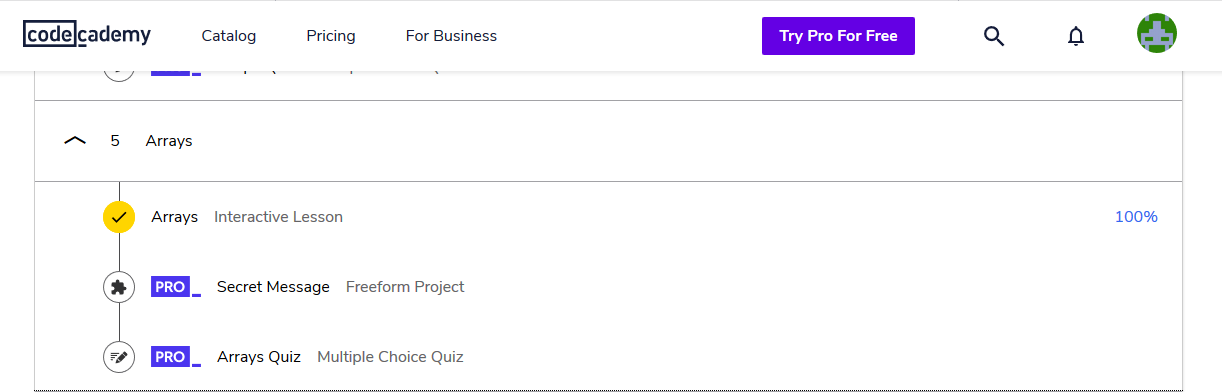 codecademy Catalog Pricing For Business Try Pro For Free
5 Arrays
Arrays Interactive Lesson 100%
PRO Secret Message Freeform Project
PRO Arrays Quiz Multiple Choice Quiz